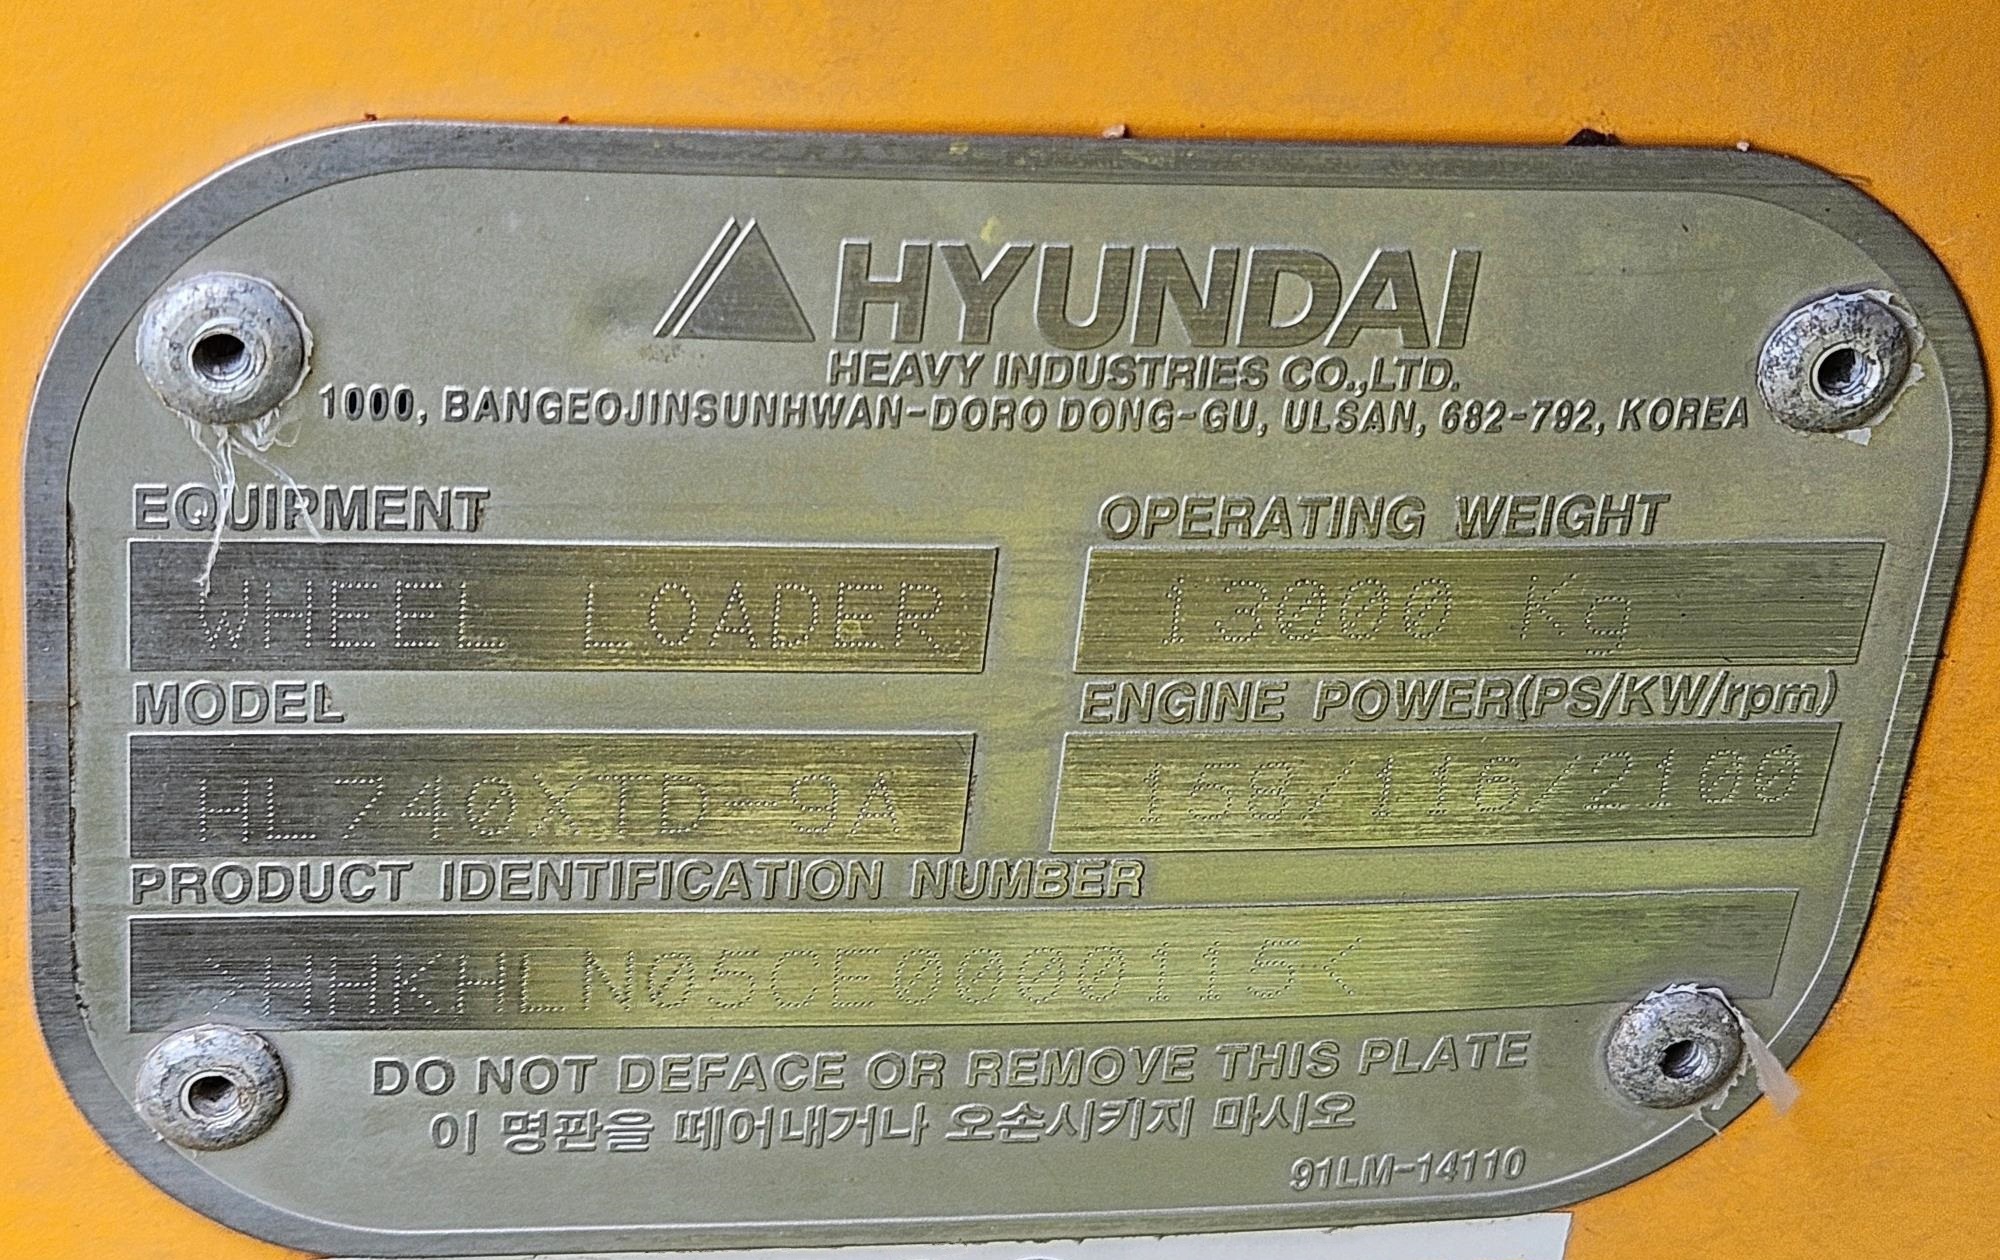 HYUNDAI
HEAVY INDUSTRIES CO.,LTD.
1000, BANGEOJINSUNHWAN-DORO DONG-GU, ULSAN, 682-792, KOREA
EQUIPMENT
WHEEL LOADER
OPERATING WEIGHT
13000 Kg
MODEL
HL740XTD-9A
ENGINE POWER(PS/KW/rpm)
158/116/2100
PRODUCT IDENTIFICATION NUMBER
>HHKHLN05CE0000115<
DO NOT DEFACE OR REMOVE THIS PLATE
이 명판을 떼어내거나 오손시키지 마시오
91LM-14110